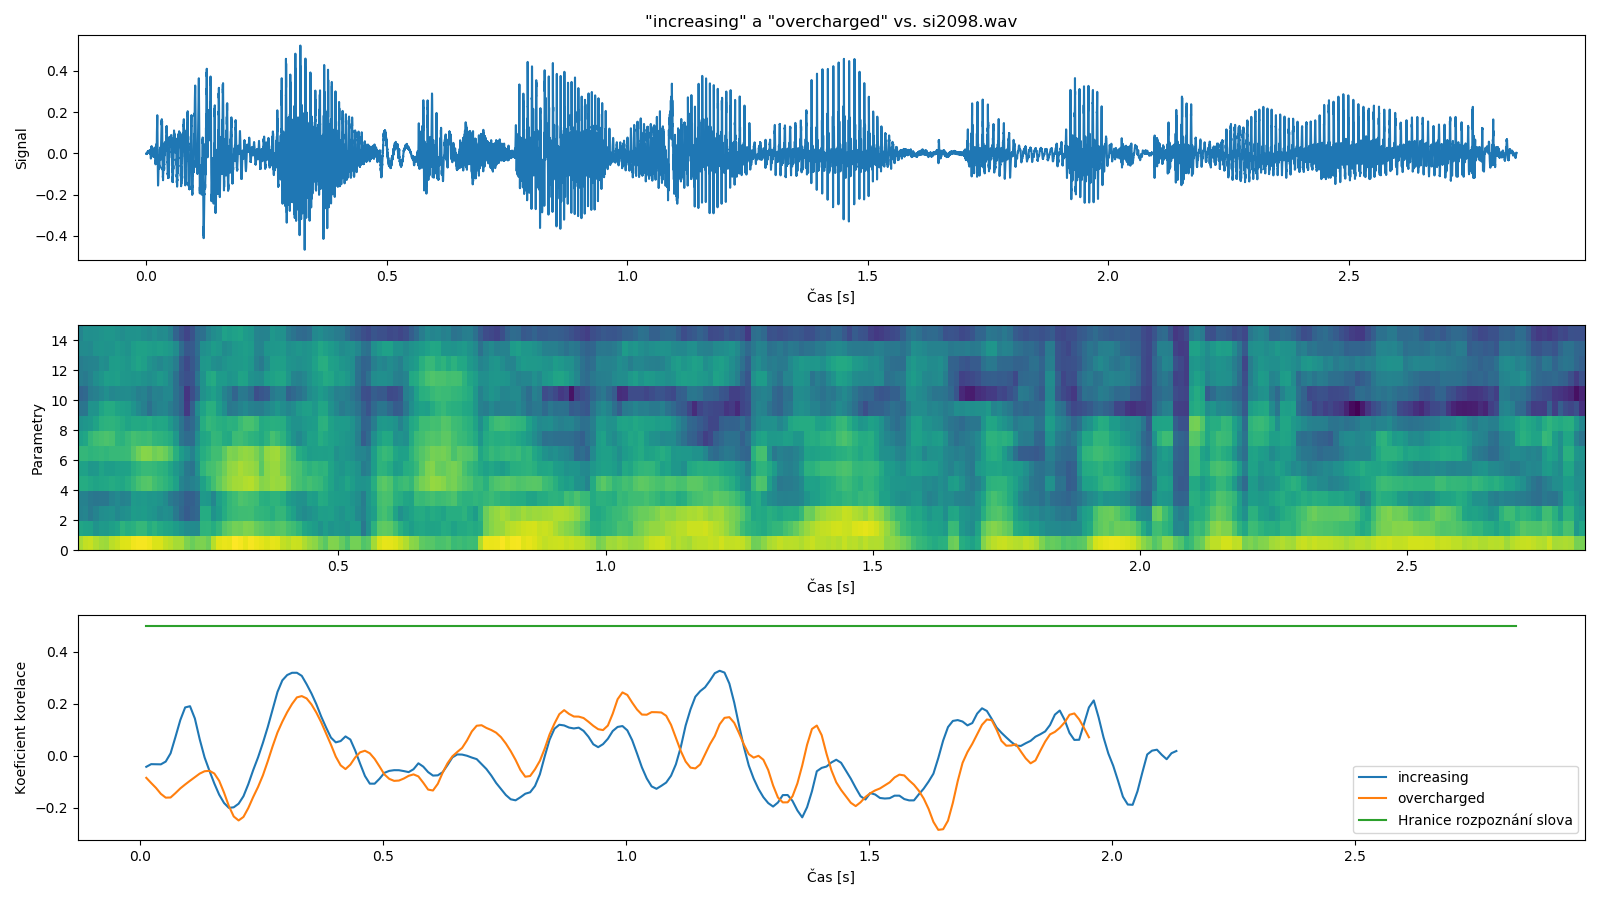 "increasing" a "overcharged" vs. si2098.wav
Signal
0.4
0.2
0.0
−0.2
−0.4
0.0 0.5 1.0 1.5 2.0 2.5
Čas [s]
Parametry
14
12
10
8
6
4
2
0
0.5 1.0 1.5 2.0 2.5
Čas [s]
Koeficient korelace
0.4
0.2
0.0
−0.2
increasing
overcharged
Hranice rozpoznání slova
0.0 0.5 1.0 1.5 2.0 2.5
Čas [s]